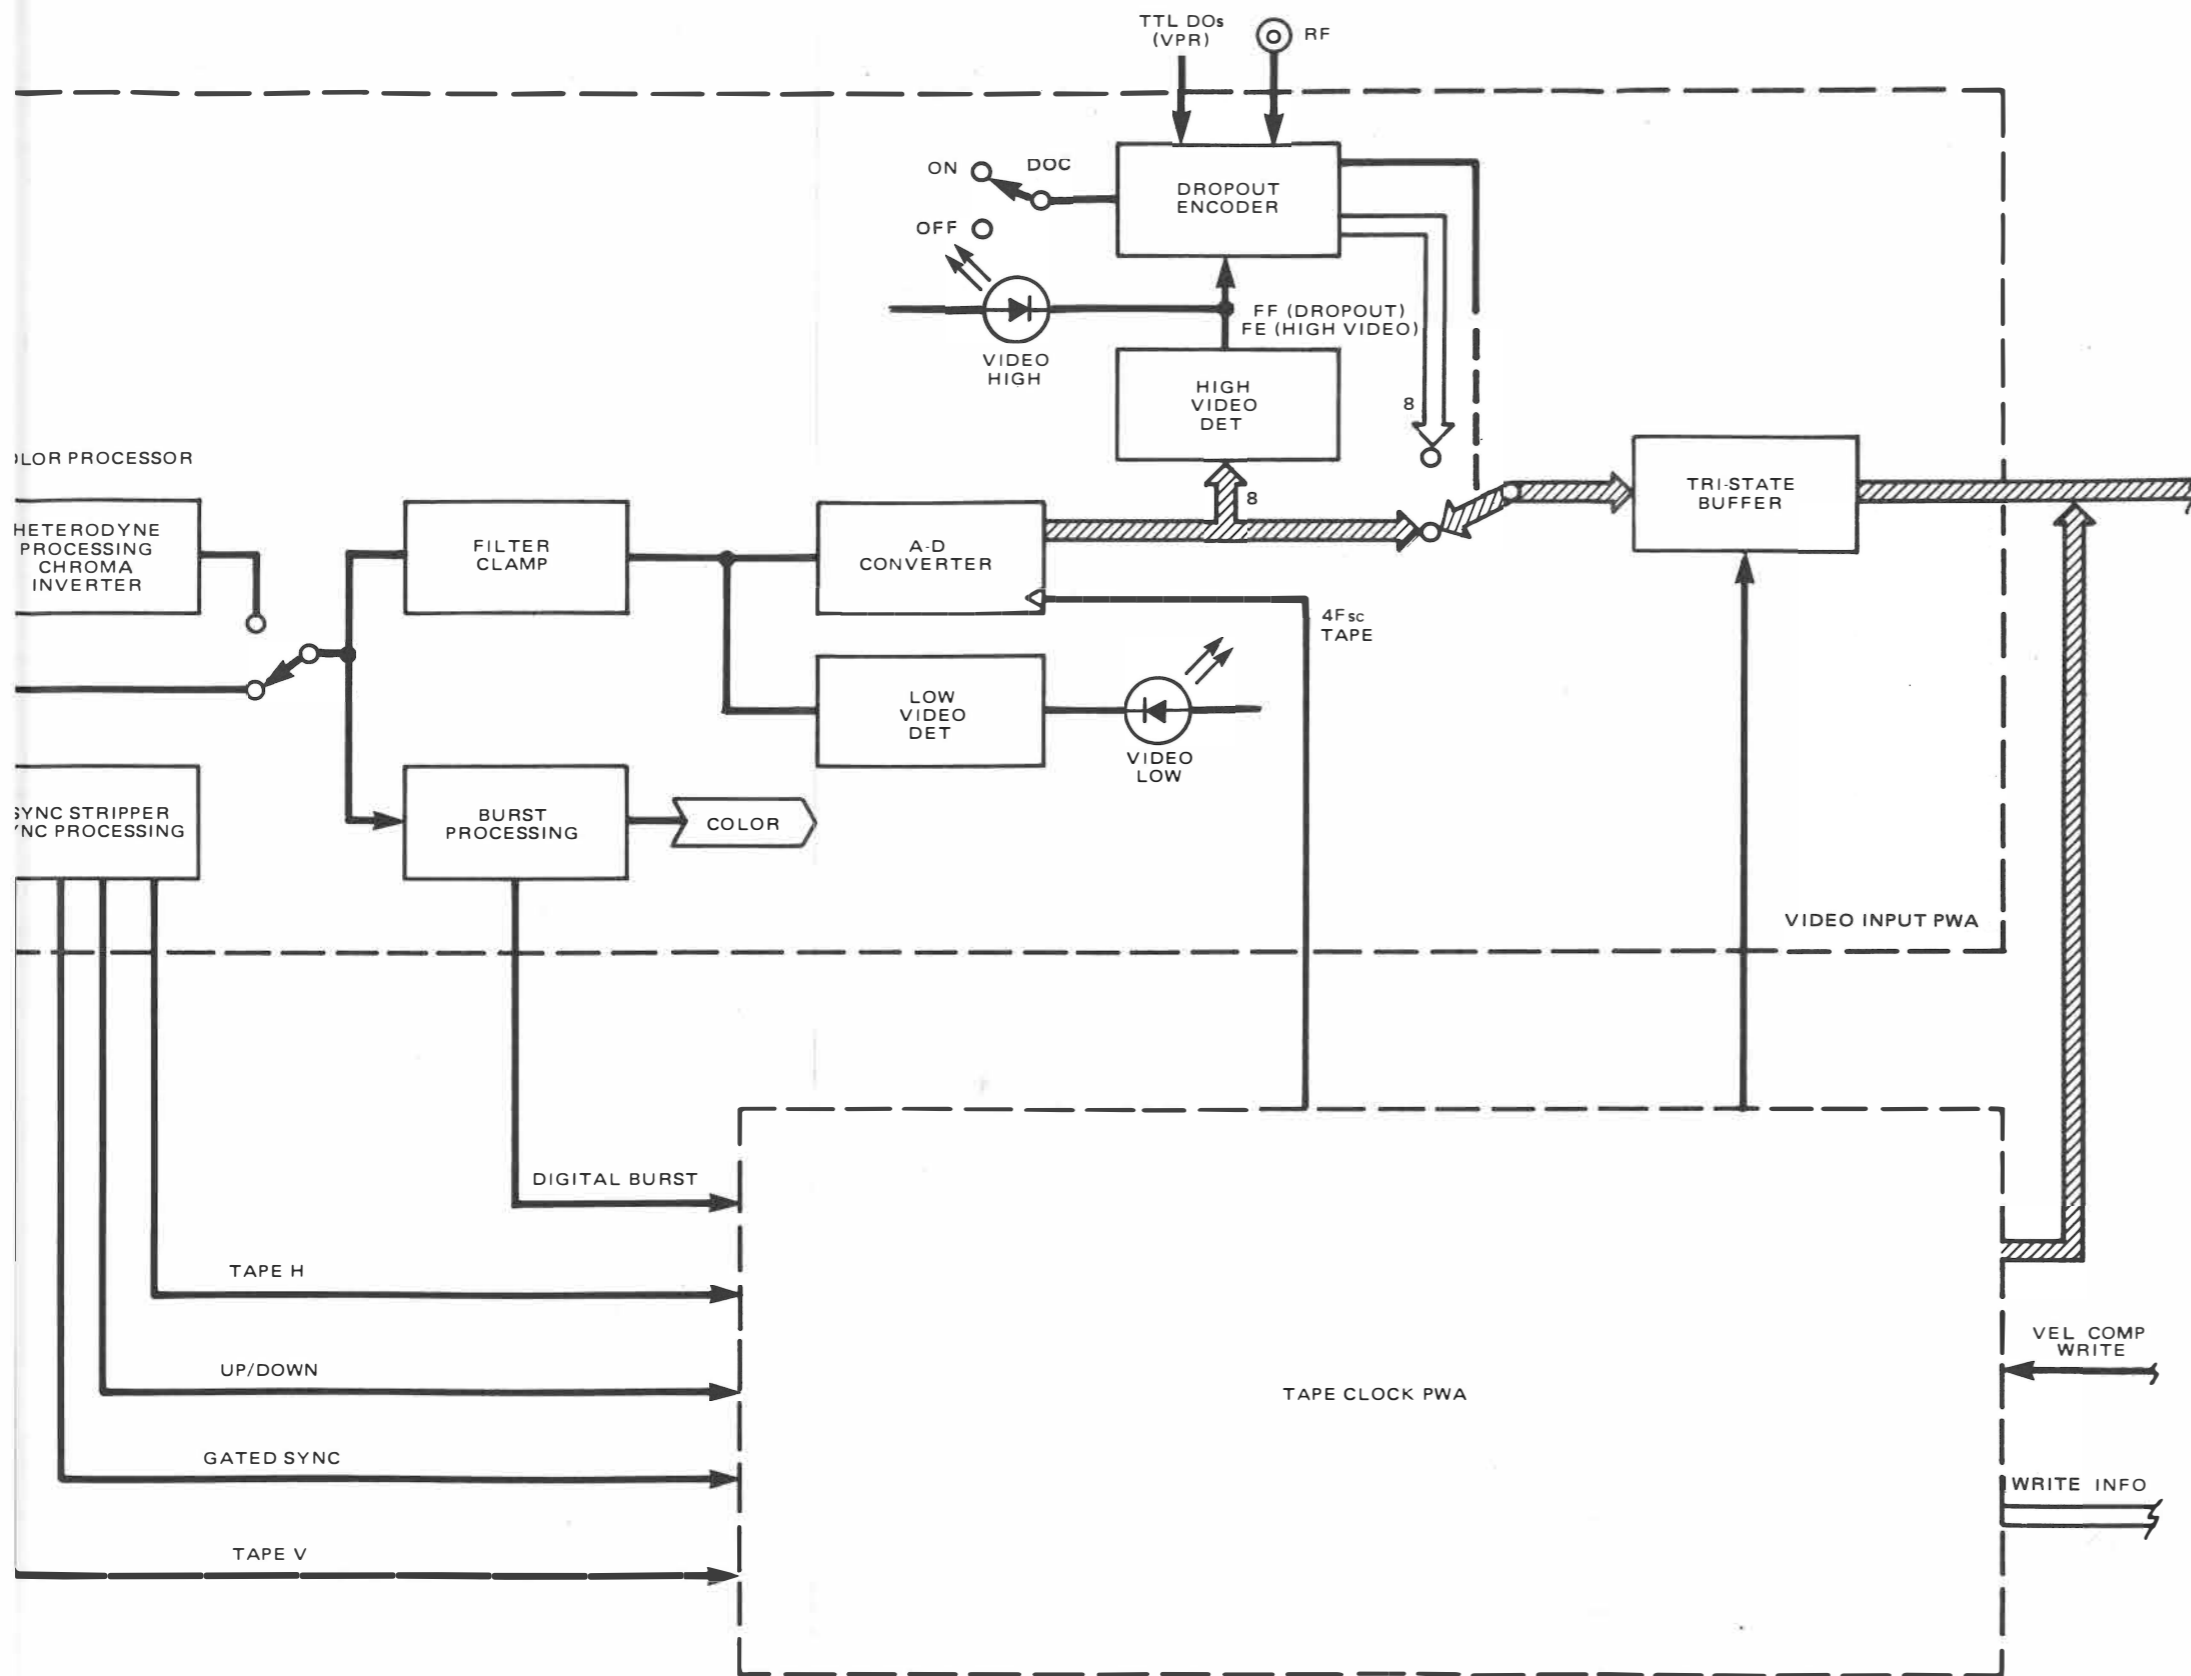 TTL DOs
(VPR)
RF
ON
DOC
OFF
DROPOUT
ENCODER
FF (DROPOUT)
FE (HIGH VIDEO)
VIDEO
HIGH
HIGH
VIDEO
DET
8
8
OLOR PROCESSOR
HETERODYNE
PROCESSING
CHROMA
INVERTER
FILTER
CLAMP
A-D
CONVERTER
TRI-STATE
BUFFER
4Fsc
TAPE
LOW
VIDEO
DET
VIDEO
LOW
SYNC STRIPPER
YNC PROCESSING
BURST
PROCESSING
COLOR
VIDEO INPUT PWA
DIGITAL BURST
TAPE H
UP/DOWN
GATED SYNC
TAPE V
TAPE CLOCK PWA
VEL COMP
WRITE
WRITE INFO